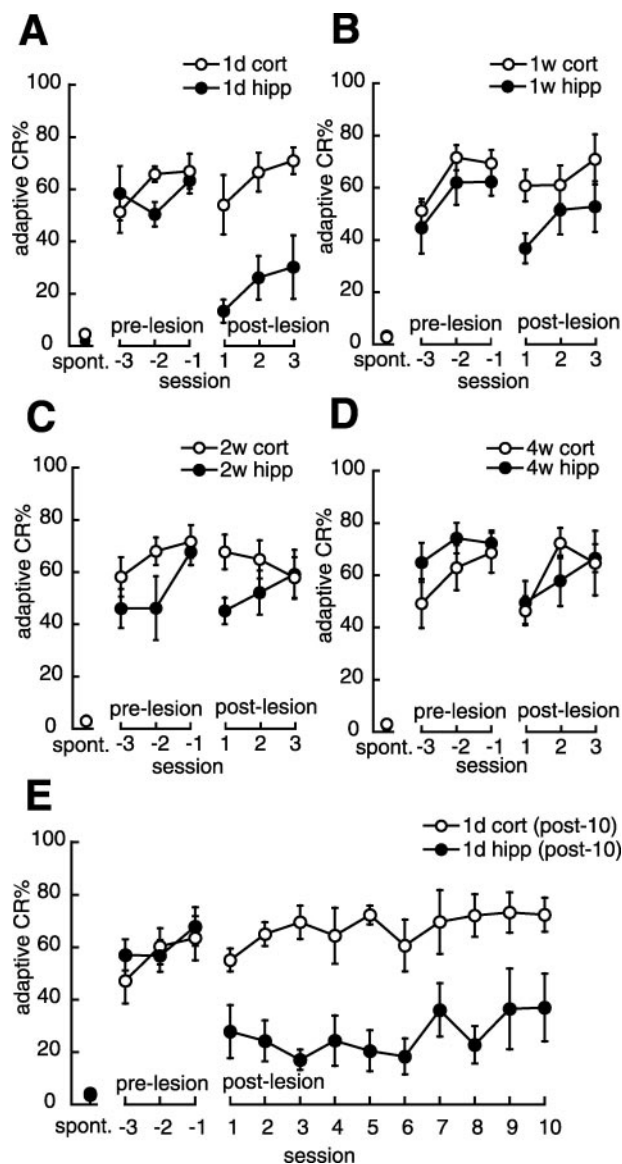 A
1d cort
1d hipp
100
80
60
40
20
0
adaptive CR%
pre-lesion
post-lesion
spont.
-3 -2 -1
1 2 3
session
B
1w cort
1w hipp
100
80
60
40
20
0
adaptive CR%
pre-lesion
post-lesion
spont.
-3 -2 -1
1 2 3
session
C
2w cort
2w hipp
100
80
60
40
20
0
adaptive CR%
pre-lesion
post-lesion
spont.
-3 -2 -1
1 2 3
session
D
4w cort
4w hipp
100
80
60
40
20
0
adaptive CR%
pre-lesion
post-lesion
spont.
-3 -2 -1
1 2 3
session
E
1d cort (post-10)
1d hipp (post-10)
100
80
60
40
20
0
adaptive CR%
pre-lesion
post-lesion
spont.
-3 -2 -1
1 2 3 4 5 6 7 8 9 10
session